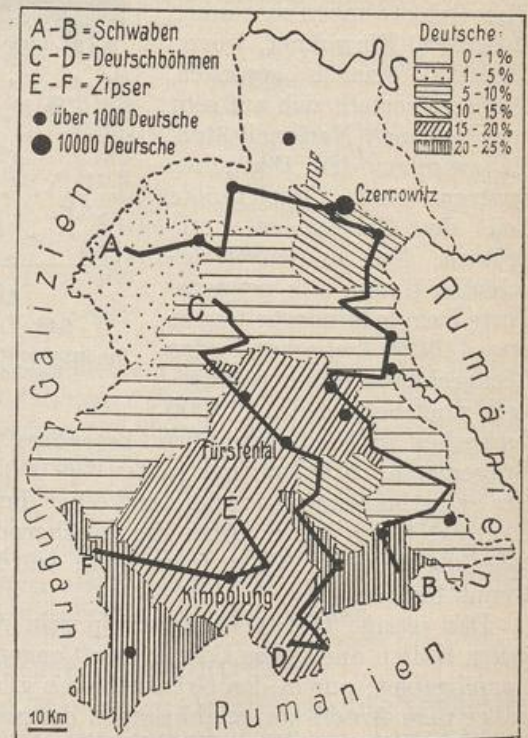 A-B = Schwaben
C-D = Deutschböhmen
E-F = Zipser
über 1000 Deutsche
10000 Deutsche
Deutsche:
0-1%
1-5%
5-10%
10-15%
15-20%
20-25%
Czernowitz
A
C
Galizien
Rumänien
Fürstental
E
Ungarn
F
Kimpolung
B
D
Rumänien
10 Km